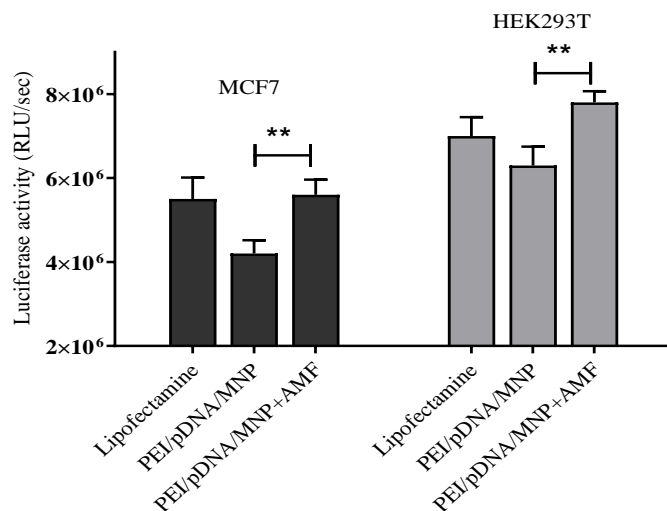 HEK293T
MCF7
**
**
Luciferase activity (RLU/sec)
8×10⁶
6×10⁶
4×10⁶
2×10⁶
Lipofectamine
PEI/pDNA/MNP
PEI/pDNA/MNP+AMF
Lipofectamine
PEI/pDNA/MNP
PEI/pDNA/MNP+AMF